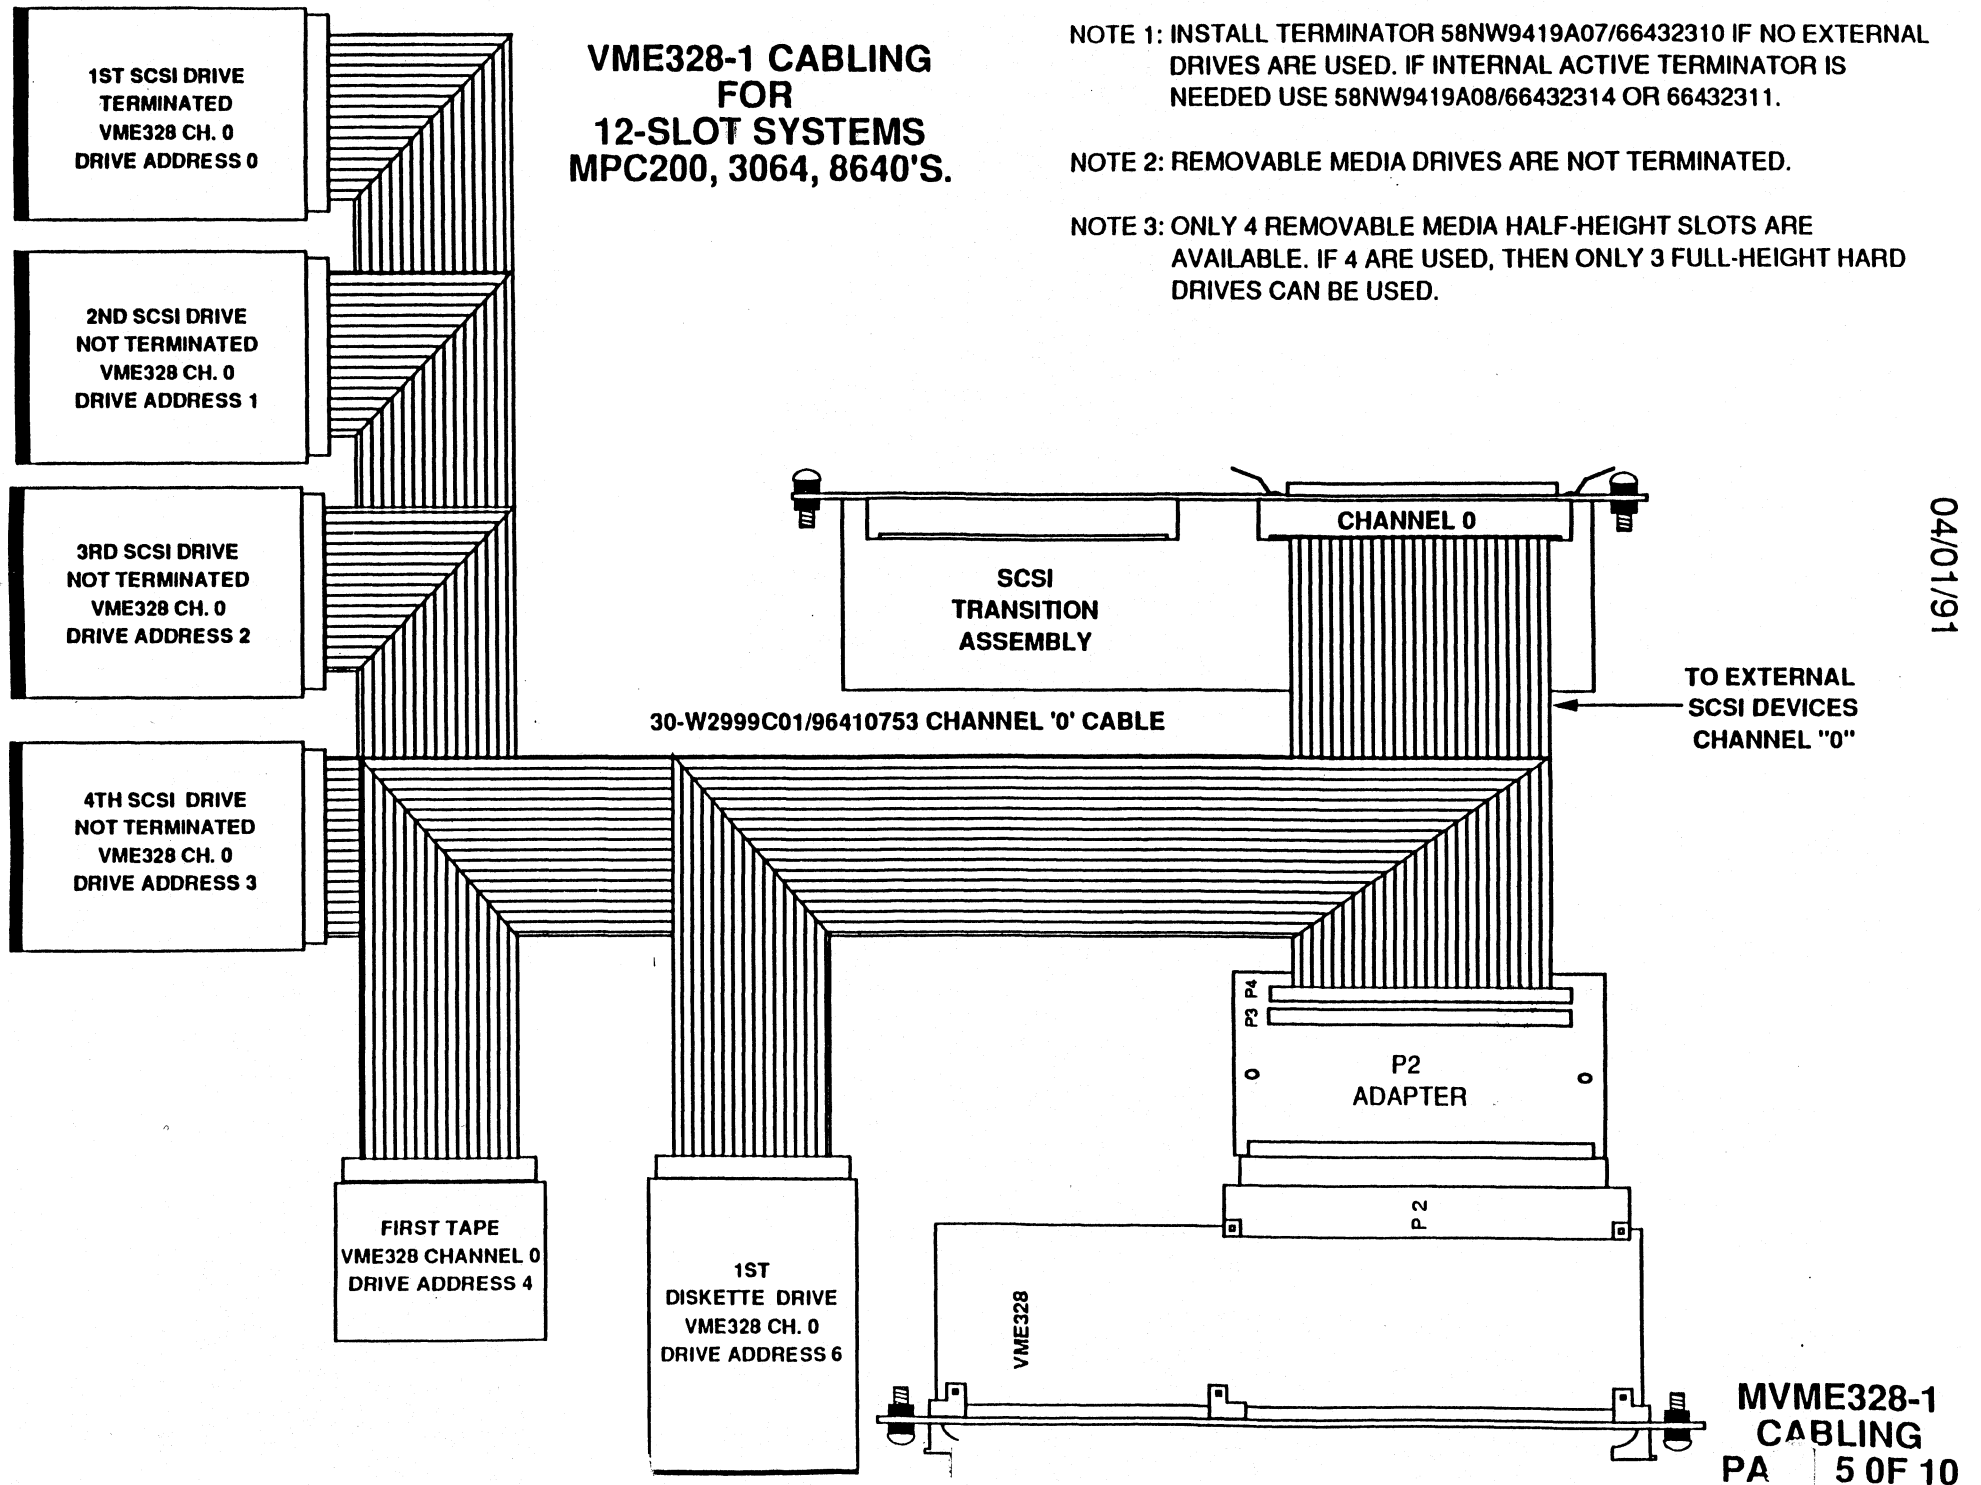 VME328-1 CABLING
FOR
12-SLOT SYSTEMS
MPC200, 3064, 8640'S.
NOTE 1: INSTALL TERMINATOR 58NW9419A07/66432310 IF NO EXTERNAL
DRIVES ARE USED. IF INTERNAL ACTIVE TERMINATOR IS
NEEDED USE 58NW9419A08/66432314 OR 66432311.
NOTE 2: REMOVABLE MEDIA DRIVES ARE NOT TERMINATED.
NOTE 3: ONLY 4 REMOVABLE MEDIA HALF-HEIGHT SLOTS ARE
AVAILABLE. IF 4 ARE USED, THEN ONLY 3 FULL-HEIGHT HARD
DRIVES CAN BE USED.
1ST SCSI DRIVE
TERMINATED
VME328 CH. 0
DRIVE ADDRESS 0
2ND SCSI DRIVE
NOT TERMINATED
VME328 CH. 0
DRIVE ADDRESS 1
3RD SCSI DRIVE
NOT TERMINATED
VME328 CH. 0
DRIVE ADDRESS 2
4TH SCSI DRIVE
NOT TERMINATED
VME328 CH. 0
DRIVE ADDRESS 3
CHANNEL 0
SCSI
TRANSITION
ASSEMBLY
04/01/91
TO EXTERNAL
SCSI DEVICES
CHANNEL "0"
30-W2999C01/96410753 CHANNEL '0' CABLE
P4
P3
P2
ADAPTER
P2
FIRST TAPE
VME328 CHANNEL 0
DRIVE ADDRESS 4
1ST
DISKETTE DRIVE
VME328 CH. 0
DRIVE ADDRESS 6
VME328
MVME328-1
CABLING
PA 5 OF 10